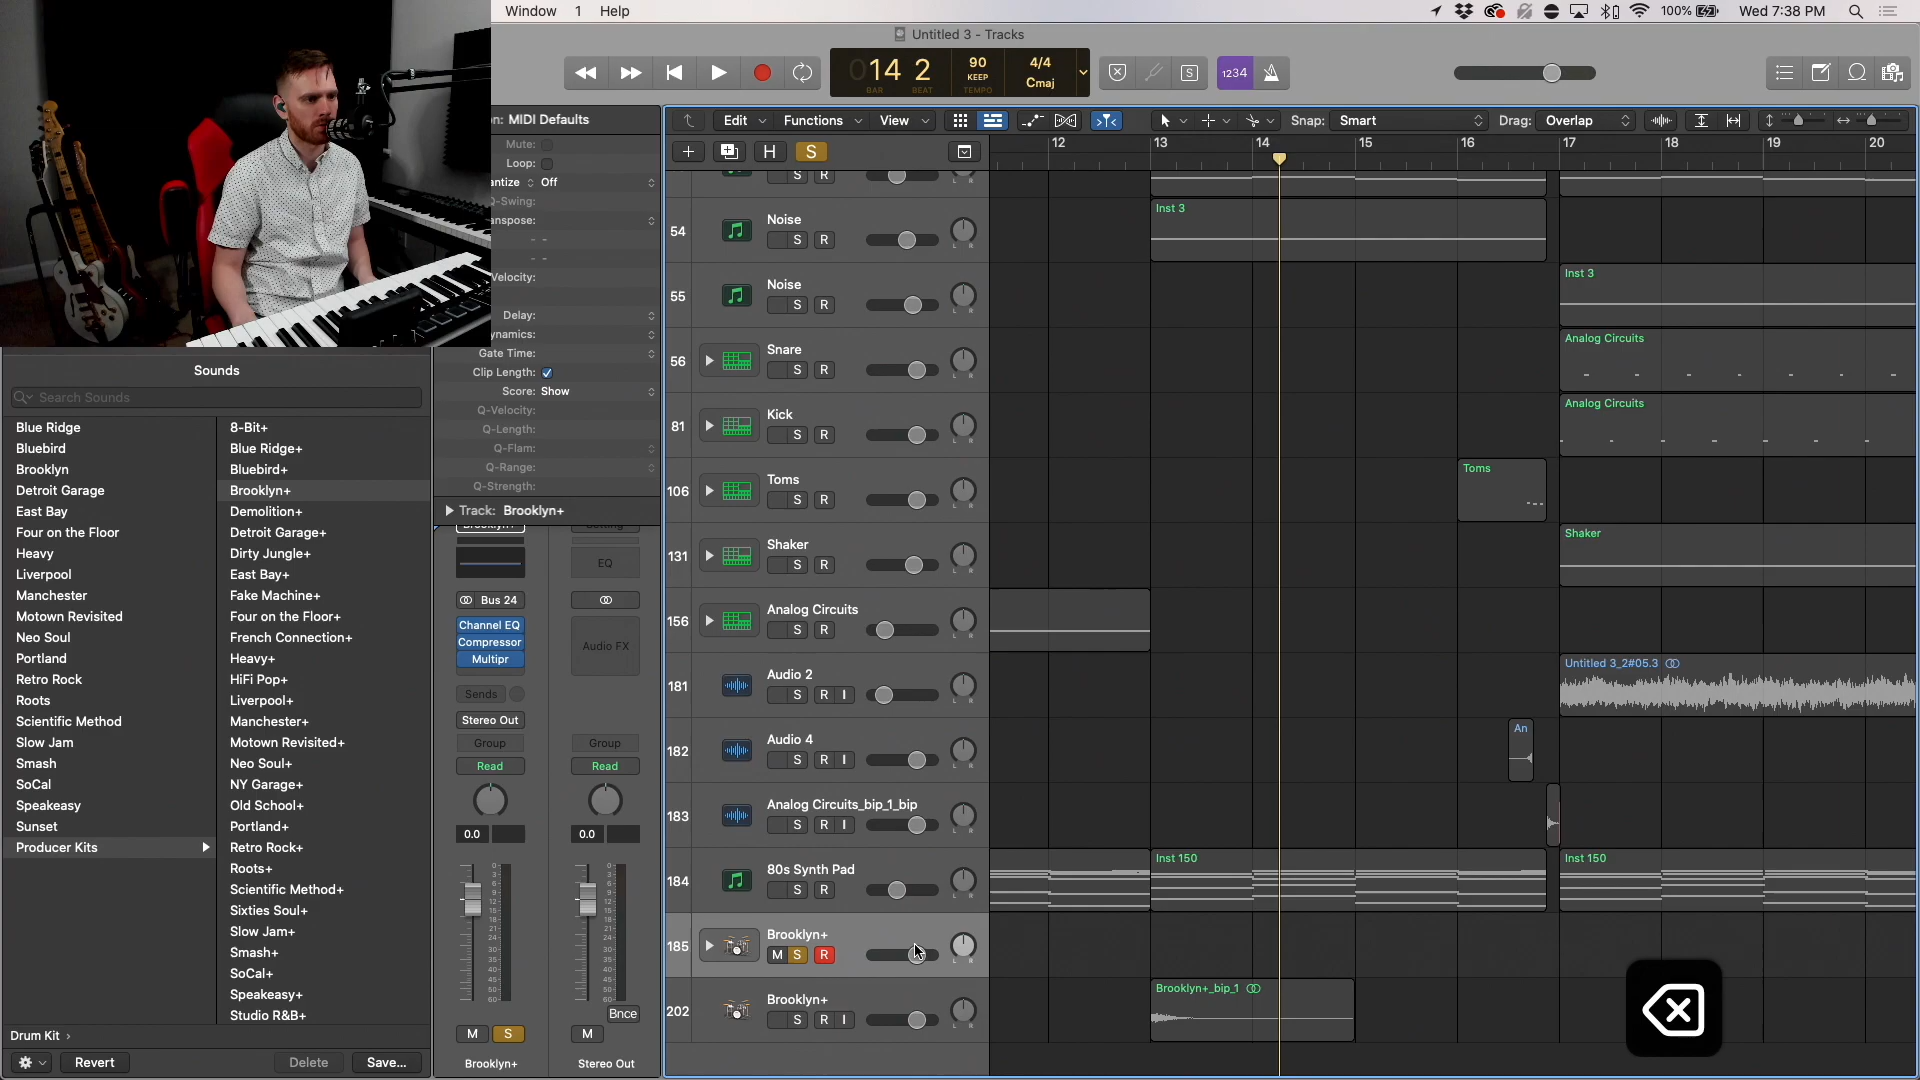 Window 1 Help
100% Wed 7:38 PM
Untitled 3 - Tracks
014 2
BAR BEAT
90
KEEP
TEMPO
4/4
Cmaj
S
1234
n: MIDI Defaults
Mute:
Loop:
antize Off
Q-Swing:
anspose:
Velocity:
Delay:
ynamics:
Gate Time:
Clip Length:
Score: Show
Q-Velocity:
Q-Length:
Q-Flam:
Q-Range:
Q-Strength:
Track: Brooklyn+
EQ
Bus 24
Channel EQ
Compressor
Multipr
Audio FX
Sends
Stereo Out
Group
Group
Read
Read
0.0
0.0
Bnce
M S
M
Brooklyn+
Stereo Out
Sounds
Search Sounds
Blue Ridge
Bluebird
Brooklyn
Detroit Garage
East Bay
Four on the Floor
Heavy
Liverpool
Manchester
Motown Revisited
Neo Soul
Portland
Retro Rock
Roots
Scientific Method
Slow Jam
Smash
SoCal
Speakeasy
Sunset
Producer Kits
8-Bit+
Blue Ridge+
Bluebird+
Brooklyn+
Demolition+
Detroit Garage+
Dirty Jungle+
East Bay+
Fake Machine+
Four on the Floor+
French Connection+
Heavy+
HiFi Pop+
Liverpool+
Manchester+
Motown Revisited+
Neo Soul+
NY Garage+
Old School+
Portland+
Retro Rock+
Roots+
Scientific Method+
Sixties Soul+
Slow Jam+
Smash+
SoCal+
Speakeasy+
Studio R&B+
Drum Kit
Revert Delete Save...
Edit Functions View Snap: Smart Drag: Overlap
H S
12 13 14 15 16 17 18 19 20
S R
54 Noise
S R
Inst 3
55 Noise
S R
Inst 3
56 Snare
S R
Analog Circuits
81 Kick
S R
Analog Circuits
106 Toms
S R
Toms
131 Shaker
S R
Shaker
156 Analog Circuits
S R
181 Audio 2
S R I
Untitled 3_2#05.3
182 Audio 4
S R I
An
183 Analog Circuits_bip_1_bip
S R I
184 80s Synth Pad
S R
Inst 150
Inst 150
185 Brooklyn+
M S R
202 Brooklyn+
S R I
Brooklyn+_bip_1